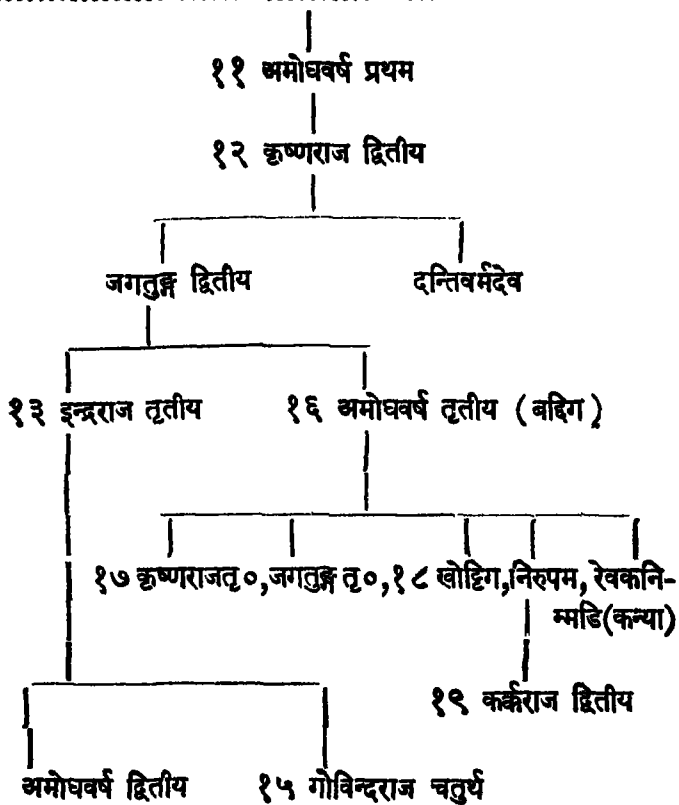 ११ अमोघवर्ष प्रथम
१२ कृष्णराज द्वितीय
जगतुङ्ग द्वितीय दन्तिवर्मदेव
१३ इन्द्रराज तृतीय १६ अमोघवर्ष तृतीय (बद्दिग)
१७ कृष्णराजतृ०,जगतुङ्ग तृ०,१८ खोट्टिग,निरुपम, रेवकनि-
म्मडि(कन्या)
१९ कर्कराज द्वितीय
अमोघवर्ष द्वितीय १५ गोविन्दराज चतुर्थ